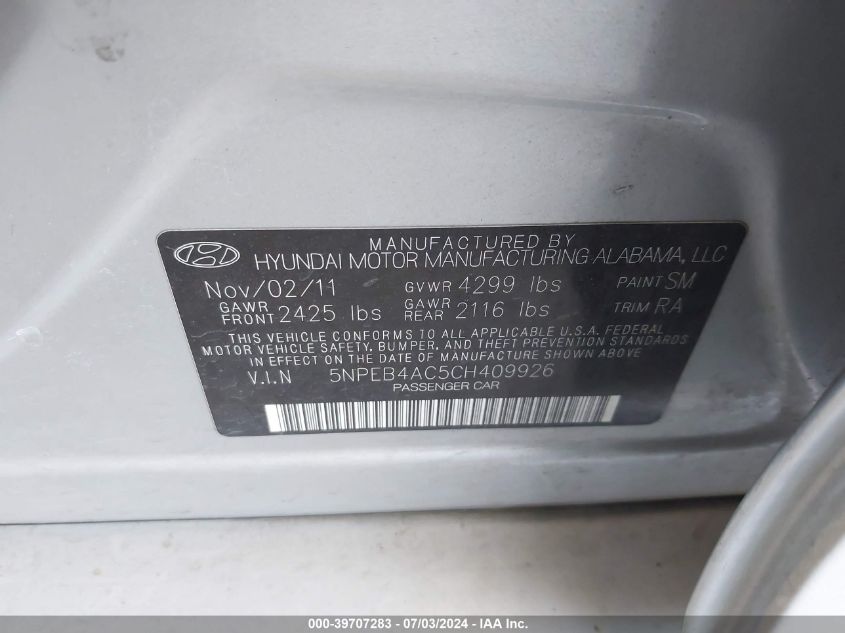 MANUFACTURED BY
HYUNDAI MOTOR MANUFACTURING ALABAMA, LLC
Nov/02/11 GVWR 4299 lbs PAINT SM
GAWR FRONT 2425 lbs GAWR REAR 2116 lbs TRIM RA
THIS VEHICLE CONFORMS TO ALL APPLICABLE U.S.A. FEDERAL
MOTOR VEHICLE SAFETY, BUMPER, AND THEFT PREVENTION STANDARDS
IN EFFECT ON THE DATE OF MANUFACTURE SHOWN ABOVE
V.I.N 5NPEB4AC5CH409926
PASSENGER CAR
000-39707283 - 07/03/2024 - IAA Inc.